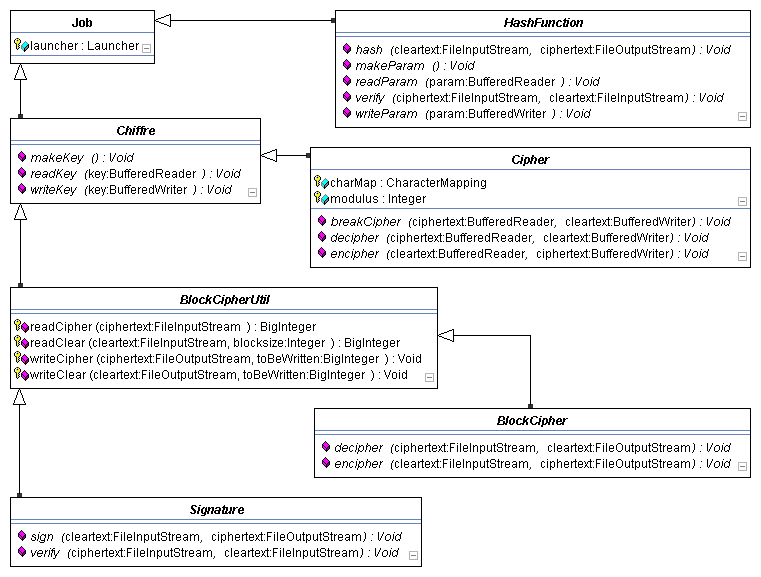 Job
launcher : Launcher
HashFunction
hash (cleartext:FileInputStream, ciphertext:FileOutputStream) : Void
makeParam () : Void
readParam (param:BufferedReader ) : Void
verify (ciphertext:FileInputStream, cleartext:FileInputStream) : Void
writeParam (param:BufferedWriter ) : Void
Chiffre
makeKey () : Void
readKey (key:BufferedReader ) : Void
writeKey (key:BufferedWriter ) : Void
Cipher
charMap : CharacterMapping
modulus : Integer
breakCipher (ciphertext:BufferedReader, cleartext:BufferedWriter) : Void
decipher (ciphertext:BufferedReader, cleartext:BufferedWriter) : Void
encipher (cleartext:BufferedReader, ciphertext:BufferedWriter) : Void
BlockCipherUtil
readCipher (ciphertext:FileInputStream ) : BigInteger
readClear (cleartext:FileInputStream, blocksize:Integer ) : BigInteger
writeCipher (ciphertext:FileOutputStream, toBeWritten:BigInteger ) : Void
writeClear (cleartext:FileOutputStream, toBeWritten:BigInteger ) : Void
BlockCipher
decipher (ciphertext:FileInputStream, cleartext:FileOutputStream) : Void
encipher (cleartext:FileInputStream, ciphertext:FileOutputStream) : Void
Signature
sign (cleartext:FileInputStream, ciphertext:FileOutputStream) : Void
verify (ciphertext:FileInputStream, cleartext:FileInputStream) : Void